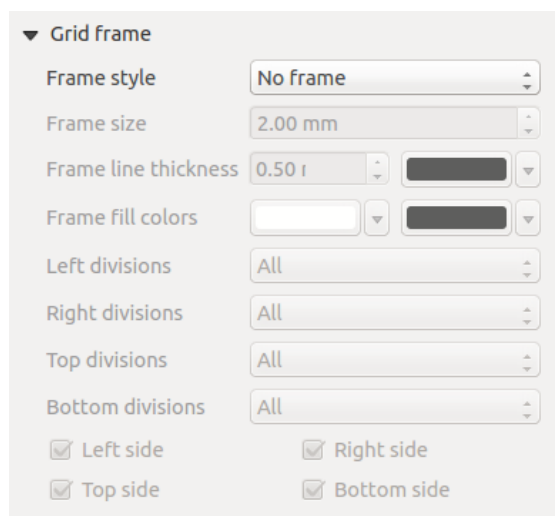 Grid frame
Frame style No frame
Frame size 2.00 mm
Frame line thickness 0.50 r
Frame fill colors
Left divisions All
Right divisions All
Top divisions All
Bottom divisions All
Left side Right side
Top side Bottom side